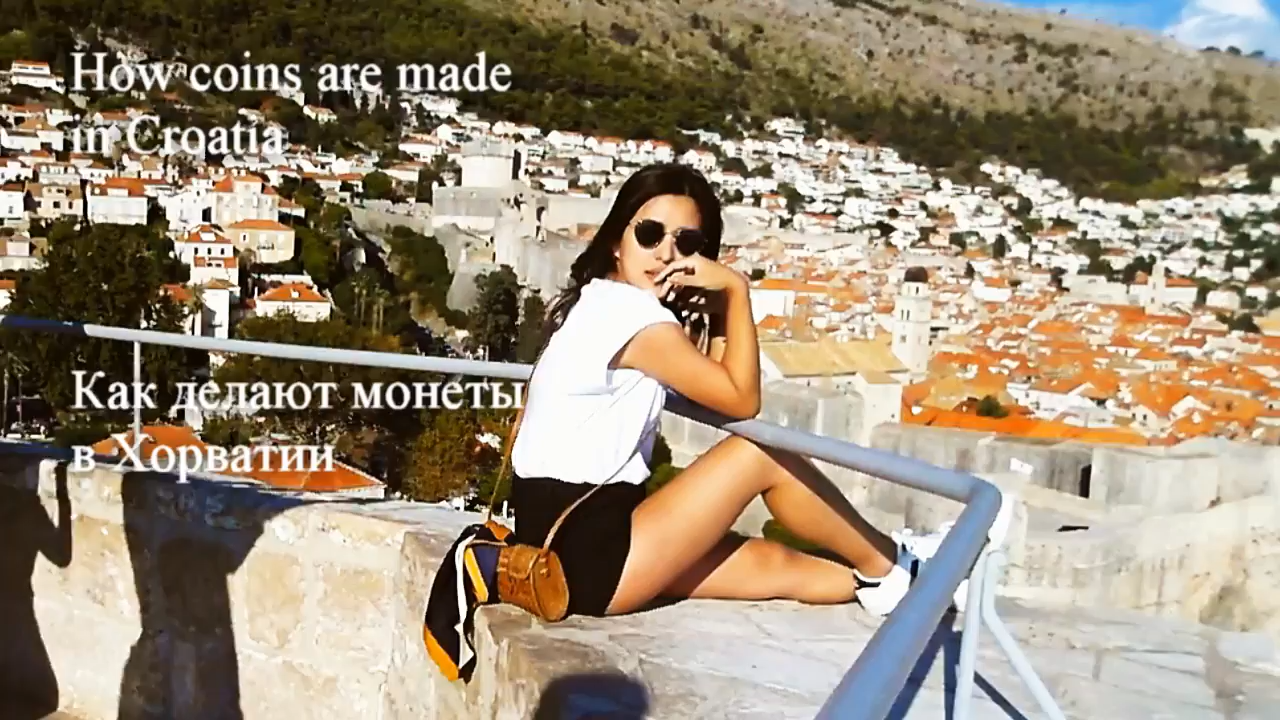 How coins are made
in Croatia
Как делают монеты
в Хорватии